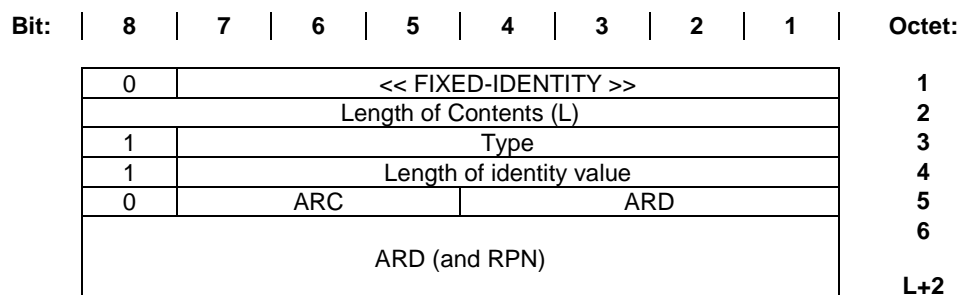 Bit: 8 7 6 5 4 3 2 1 Octet:
0 << FIXED-IDENTITY >> 1
Length of Contents (L) 2
1 Type 3
1 Length of identity value 4
0 ARC ARD 5
6
ARD (and RPN)
L+2